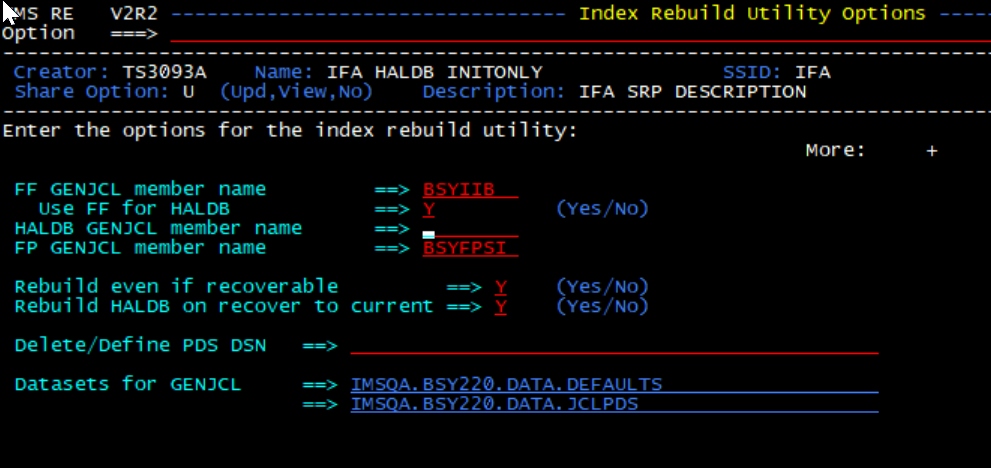 MS RE   V2R2 --------------------------------- Index Rebuild Utility Options -----
Option   ===>
Creator: TS3093A    Name: IFA HALDB INITONLY               SSID: IFA
Share Option: U  (Upd,View,No)    Description: IFA SRP DESCRIPTION
Enter the options for the index rebuild utility:
More:     +
FF GENJCL member name         ==> BSYIIB
Use FF for HALDB            ==> Y          (Yes/No)
HALDB GENJCL member name      ==>
FP GENJCL member name         ==> BSYFPSI
Rebuild even if recoverable         ==> Y    (Yes/No)
Rebuild HALDB on recover to current ==> Y    (Yes/No)
Delete/Define PDS DSN   ==>
Datasets for GENJCL     ==> IMSQA.BSY220.DATA.DEFAULTS
==> IMSQA.BSY220.DATA.JCLPDS